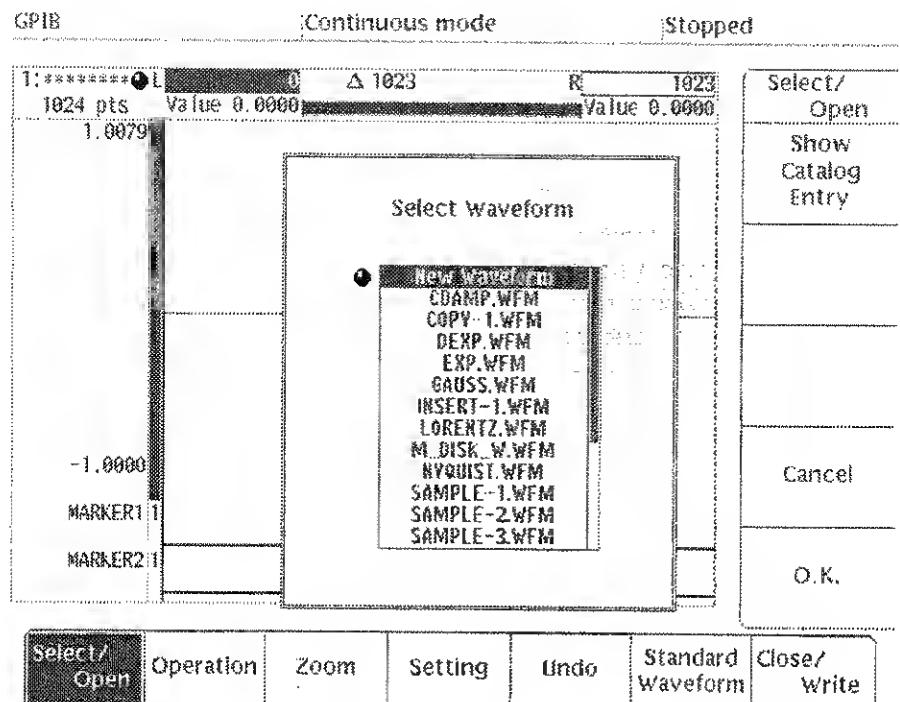 GPIB Continuous mode Stopped
1:******** L 0 Δ 1023 R 1023
1024 pts Value 0.0000 Value 0.0000
1.0079
-1.0000
MARKER1 1
MARKER2 1
Select Waveform
New Waveform
CDAMP.WFM
COPY-1.WFM
DEXP.WFM
EXP.WFM
GAUSS.WFM
INSERT-1.WFM
LORENTZ.WFM
M_DISK_W.WFM
NYQUIST.WFM
SAMPLE-1.WFM
SAMPLE-2.WFM
SAMPLE-3.WFM
Select/
Open
Show
Catalog
Entry
Cancel
O.K.
Select/
Open
Operation
Zoom
Setting
Undo
Standard
Waveform
Close/
Write